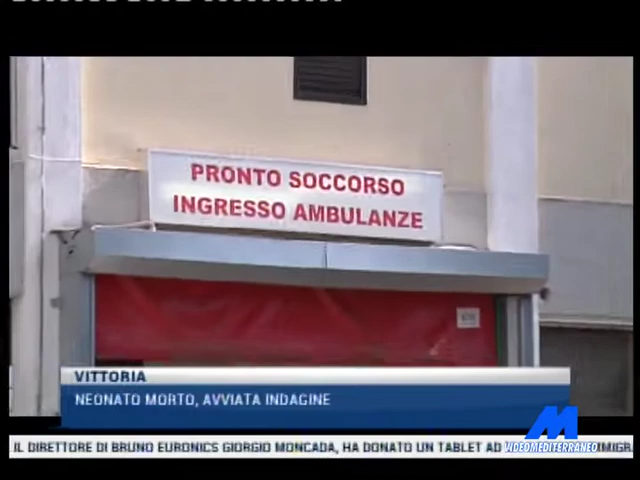 PRONTO SOCCORSO
INGRESSO AMBULANZE
VITTORIA
NEONATO MORTO, AVVIATA INDAGINE
IL DIRETTORE DI BRUNO EURONICS GIORGIO MONCADA, HA DONATO UN TABLET AD
VIDEOMEDITERRANEO